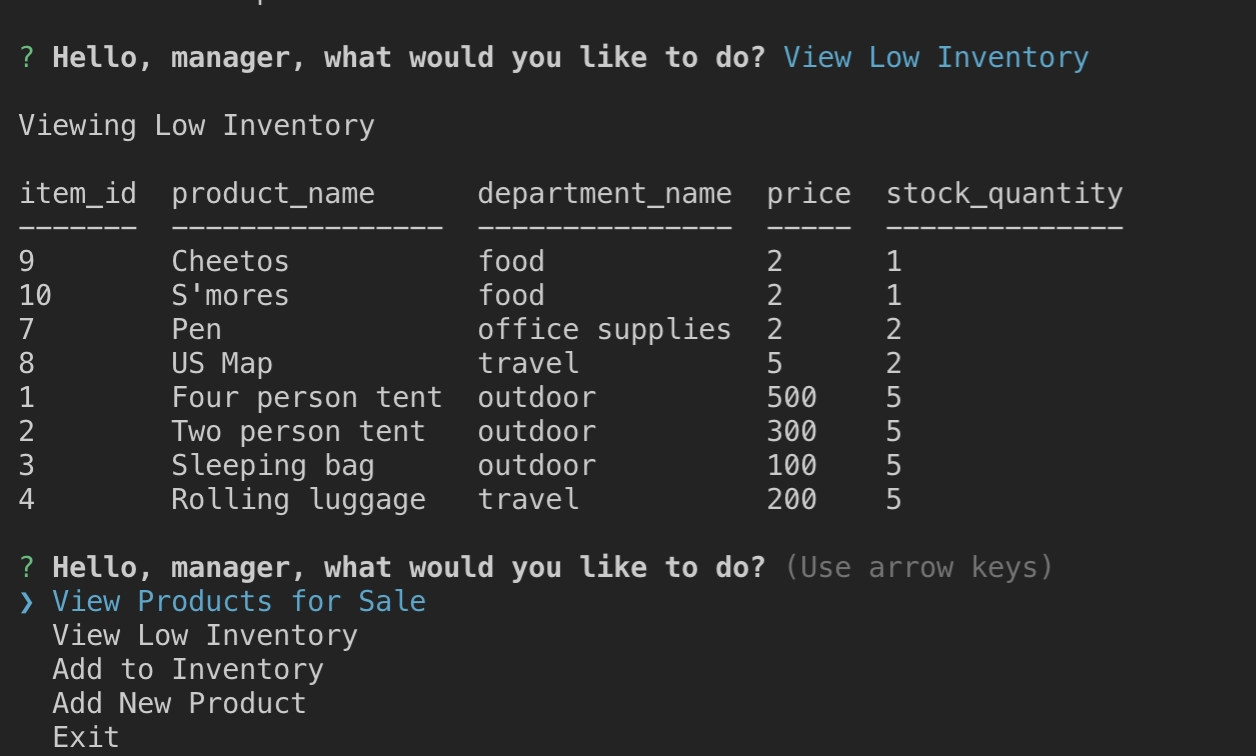 ? Hello, manager, what would you like to do? View Low Inventory
Viewing Low Inventory
item_id  product_name      department_name  price  stock_quantity
-------  ----------------  ---------------  -----  --------------
9        Cheetos           food             2      1
10       S'mores           food             2      1
7        Pen               office supplies  2      2
8        US Map            travel           5      2
1        Four person tent  outdoor          500    5
2        Two person tent   outdoor          300    5
3        Sleeping bag      outdoor          100    5
4        Rolling luggage   travel           200    5
? Hello, manager, what would you like to do? (Use arrow keys)
❯ View Products for Sale
  View Low Inventory
  Add to Inventory
  Add New Product
  Exit